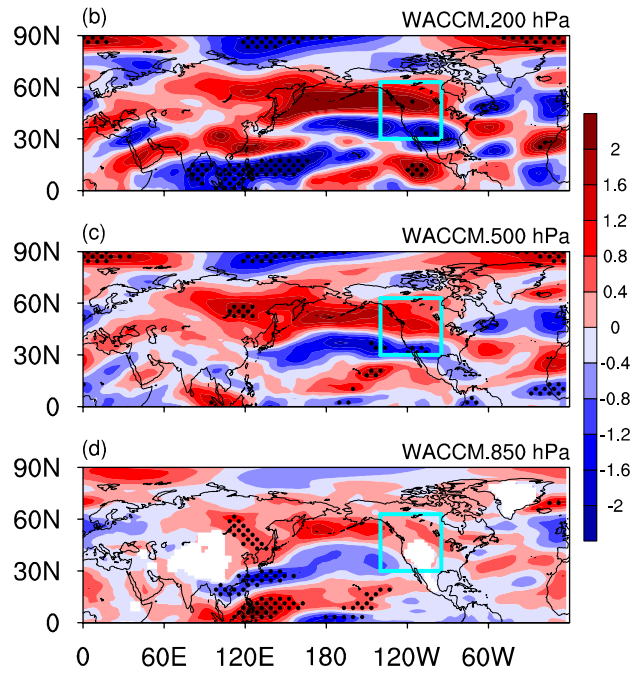 (b) WACCM.200 hPa
90N
60N
30N
0
(c) WACCM.500 hPa
90N
60N
30N
0
(d) WACCM.850 hPa
90N
60N
30N
0
0 60E 120E 180 120W 60W
2
1.6
1.2
0.8
0.4
0
-0.4
-0.8
-1.2
-1.6
-2